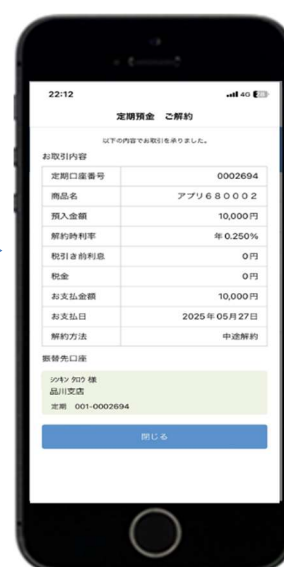 22:12 4G
定期預金 ご解約
以下の内容でお取引を承りました。
お取引内容
定期口座番号 0002694
商品名 アプリ680002
預入金額 10,000円
解約時利率 年0.250%
税引き前利息 0円
税金 0円
お支払金額 10,000円
お支払日 2025年05月27日
解約方法 中途解約
振替先口座
シンキン タロウ 様
品川支店
定期 001-0002694
閉じる